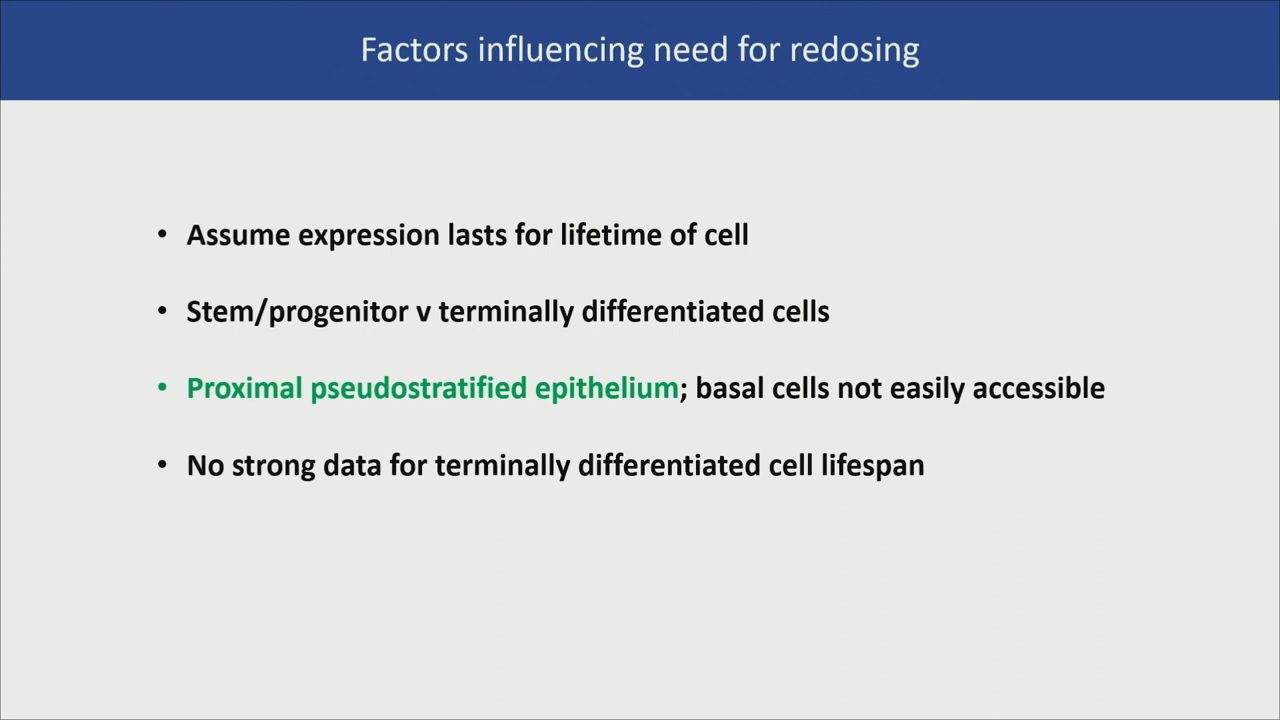 Factors influencing need for redosing
• Assume expression lasts for lifetime of cell
• Stem/progenitor v terminally differentiated cells
• Proximal pseudostratified epithelium; basal cells not easily accessible
• No strong data for terminally differentiated cell lifespan